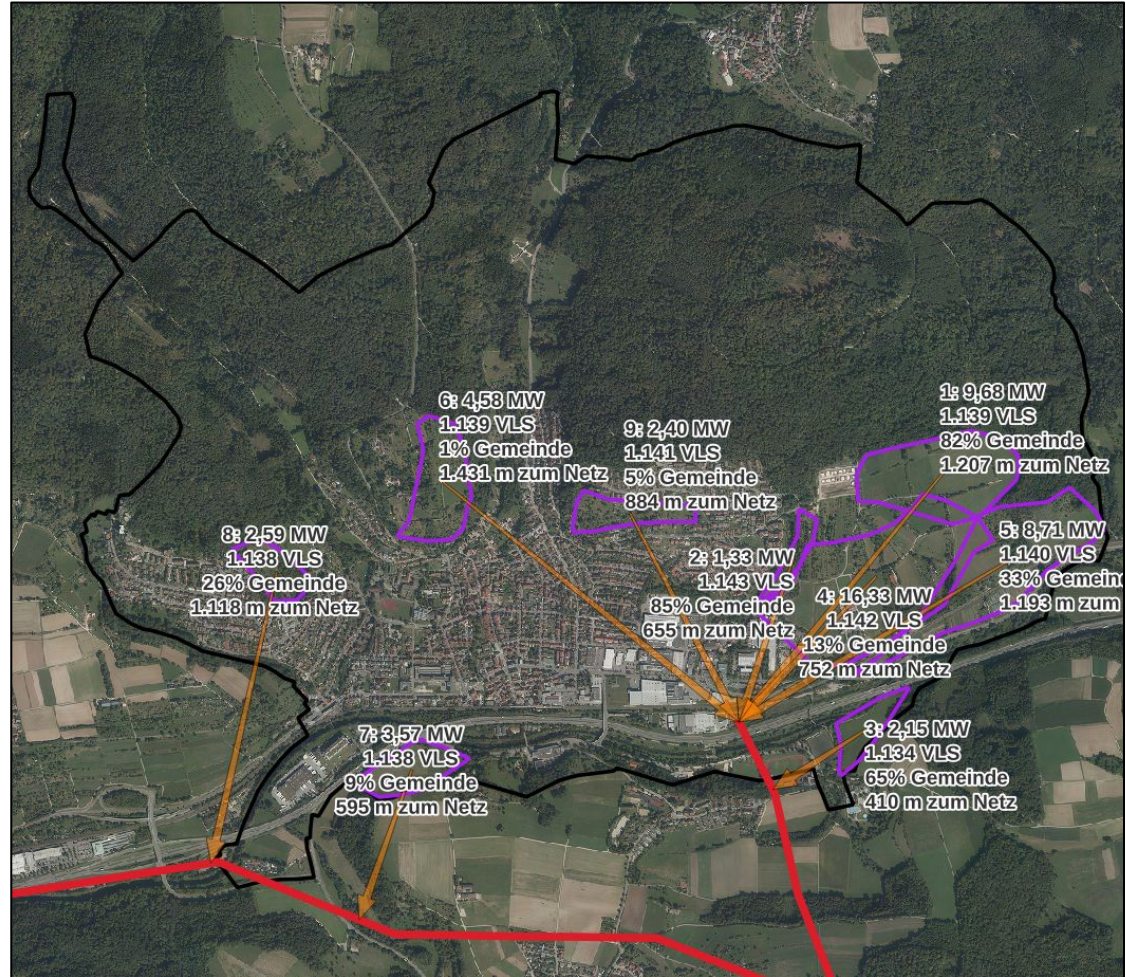 6: 4,58 MW
1.139 VLS
1% Gemeinde
1.431 m zum Netz
1: 9,68 MW
1.139 VLS
82% Gemeinde
1.207 m zum Netz
9: 2,40 MW
1.141 VLS
5% Gemeinde
884 m zum Netz
8: 2,59 MW
1.138 VLS
26% Gemeinde
1.118 m zum Netz
2: 1,33 MW
1.143 VLS
85% Gemeinde
655 m zum Netz
5: 8,71 MW
1.140 VLS
33% Gemein
1.193 m zum
4: 16,33 MW
1.142 VLS
13% Gemeinde
752 m zum Netz
7: 3,57 MW
1.138 VLS
9% Gemeinde
595 m zum Netz
3: 2,15 MW
1.134 VLS
65% Gemeinde
410 m zum Netz